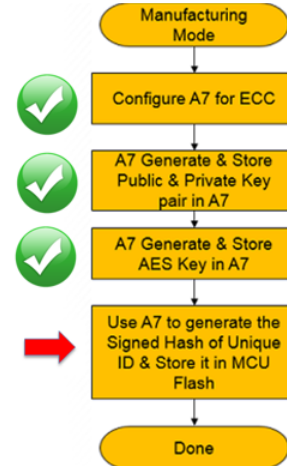 Manufacturing
Mode
Configure A7 for ECC
A7 Generate & Store
Public & Private Key
pair in A7
A7 Generate & Store
AES Key in A7
Use A7 to generate the
Signed Hash of Unique
ID & Store it in MCU
Flash
Done